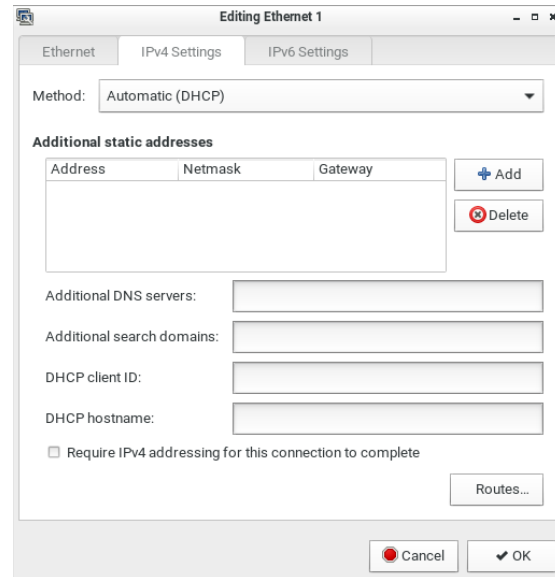 Editing Ethernet 1
Ethernet IPv4 Settings IPv6 Settings
Method: Automatic (DHCP)
Additional static addresses
Address Netmask Gateway
Add
Delete
Additional DNS servers:
Additional search domains:
DHCP client ID:
DHCP hostname:
Require IPv4 addressing for this connection to complete
Routes...
Cancel OK